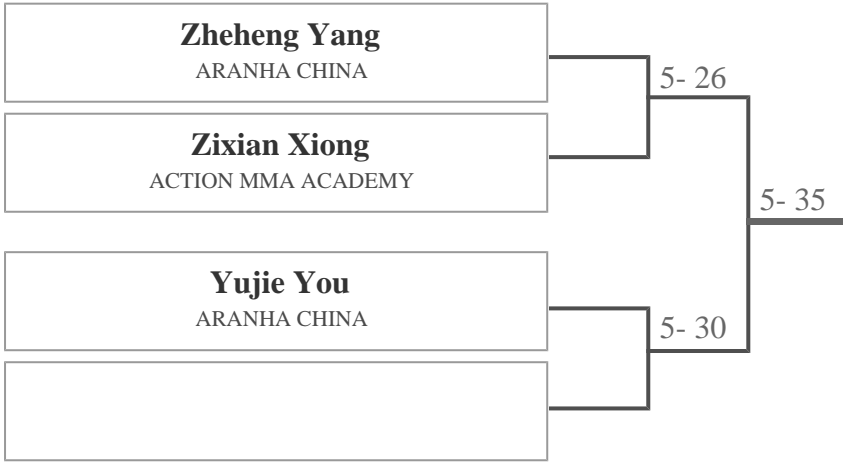 Zheheng Yang
ARANHA CHINA
5- 26
Zixian Xiong
ACTION MMA ACADEMY
5- 35
Yujie You
ARANHA CHINA
5- 30